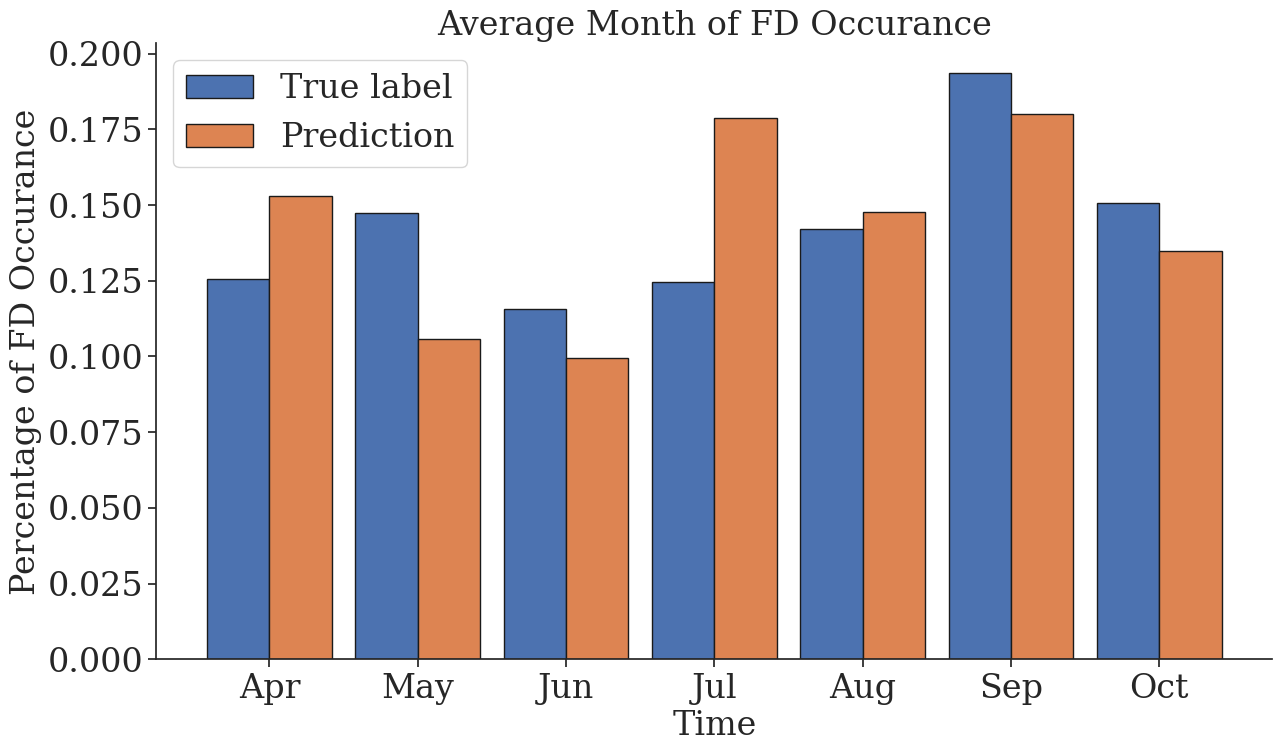 Average Month of FD Occurance
True label
Prediction
Percentage of FD Occurance
0.200
0.175
0.150
0.125
0.100
0.075
0.050
0.025
0.000
Apr May Jun Jul Aug Sep Oct
Time